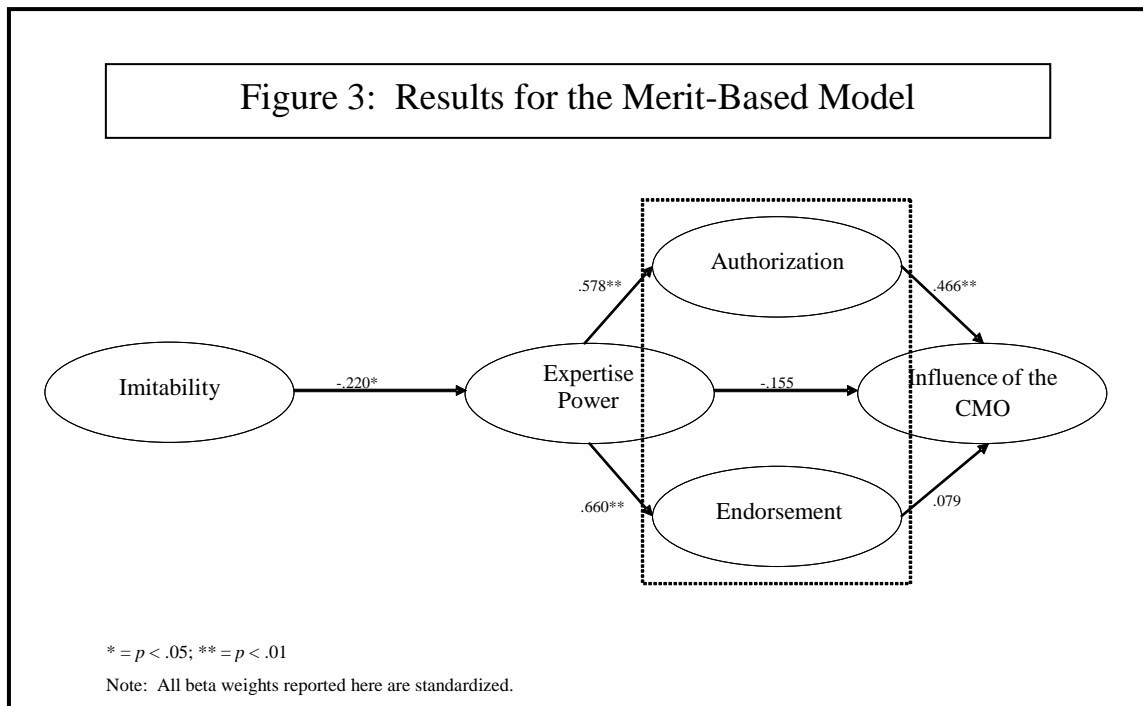 Figure 3:  Results for the Merit-Based Model
Authorization
.578**
.466**
Imitability
-.220*
Expertise
Power
-.155
Influence of the
CMO
.660**
Endorsement
.079
* = p < .05; ** = p < .01
Note:  All beta weights reported here are standardized.